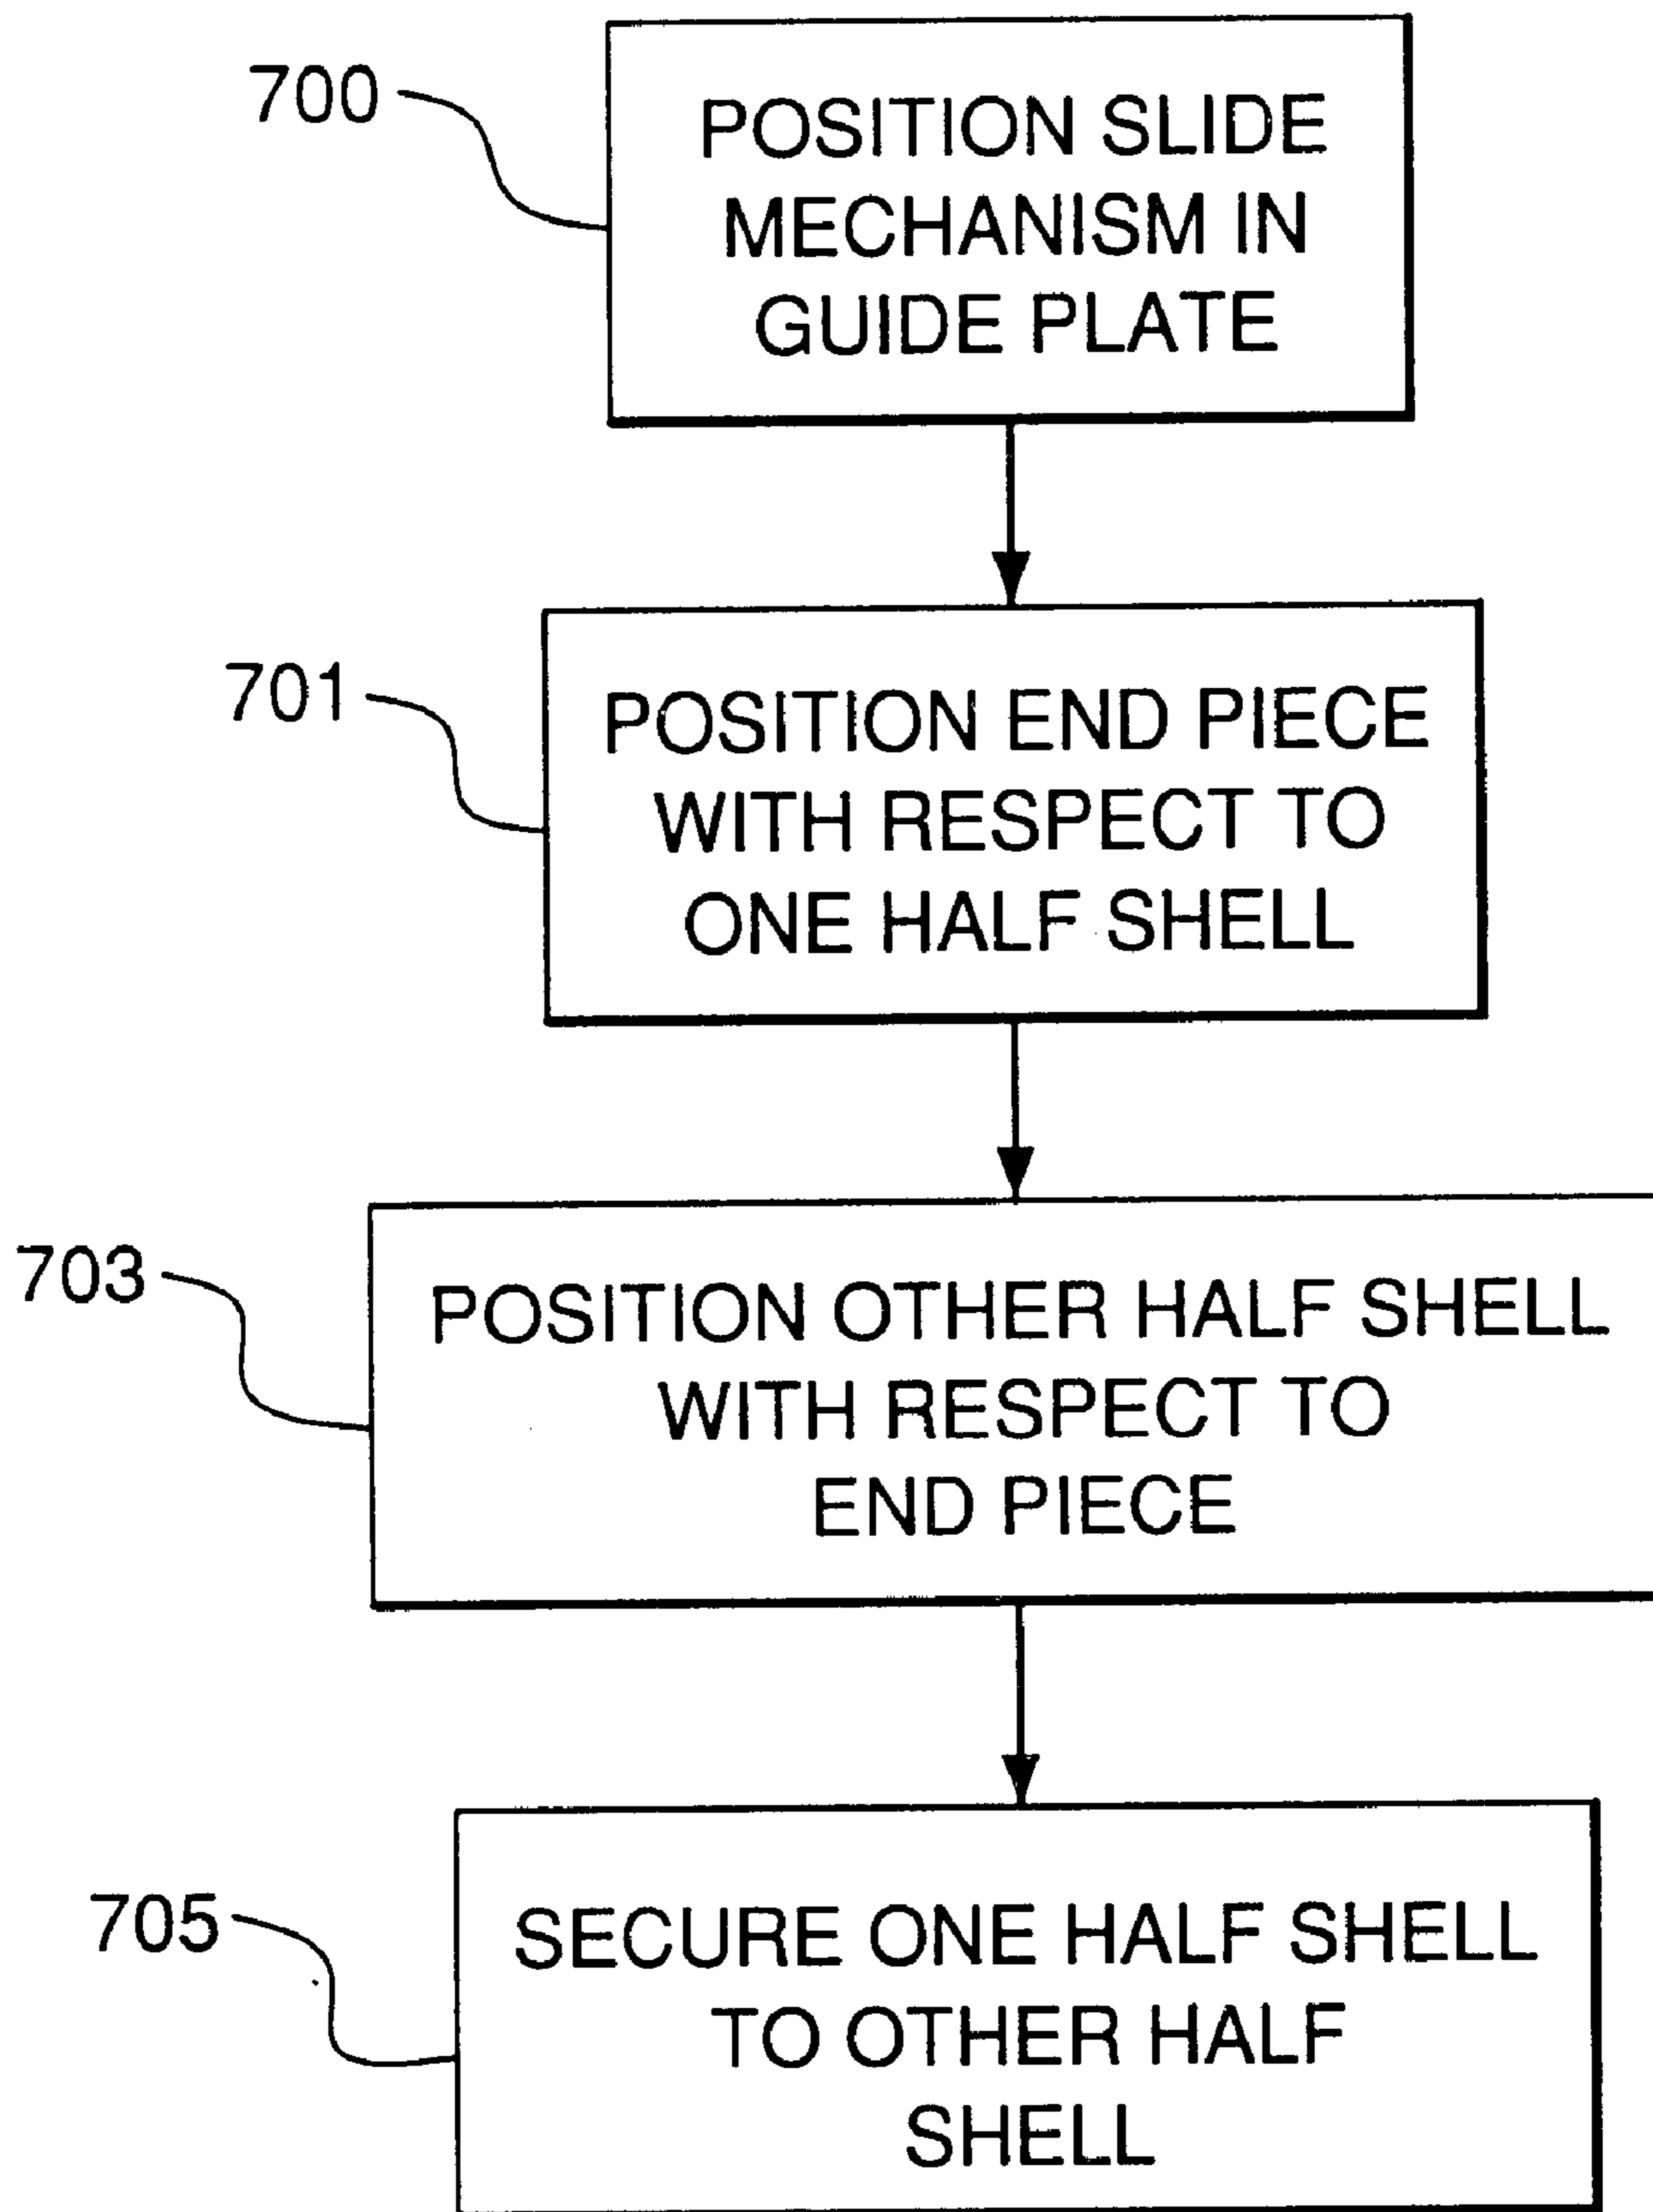 700
POSITION SLIDE
MECHANISM IN
GUIDE PLATE
701
POSITION END PIECE
WITH RESPECT TO
ONE HALF SHELL
703
POSITION OTHER HALF SHELL
WITH RESPECT TO
END PIECE
705
SECURE ONE HALF SHELL
TO OTHER HALF
SHELL